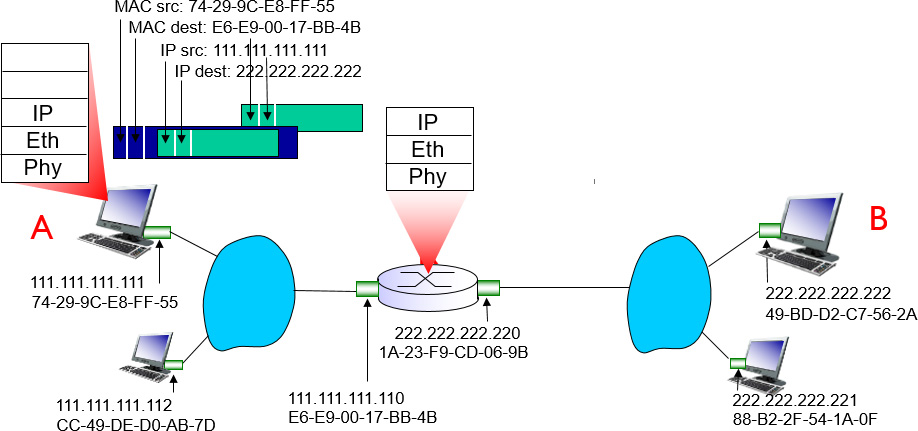 MAC src: 74-29-9C-E8-FF-55
MAC dest: E6-E9-00-17-BB-4B
IP src: 111.111.111.111
IP dest: 222.222.222.222
IP
Eth
Phy
IP
Eth
Phy
A
B
111.111.111.111
74-29-9C-E8-FF-55
222.222.222.222
49-BD-D2-C7-56-2A
222.222.222.220
1A-23-F9-CD-06-9B
111.111.111.112
CC-49-DE-D0-AB-7D
111.111.111.110
E6-E9-00-17-BB-4B
222.222.222.221
88-B2-2F-54-1A-0F